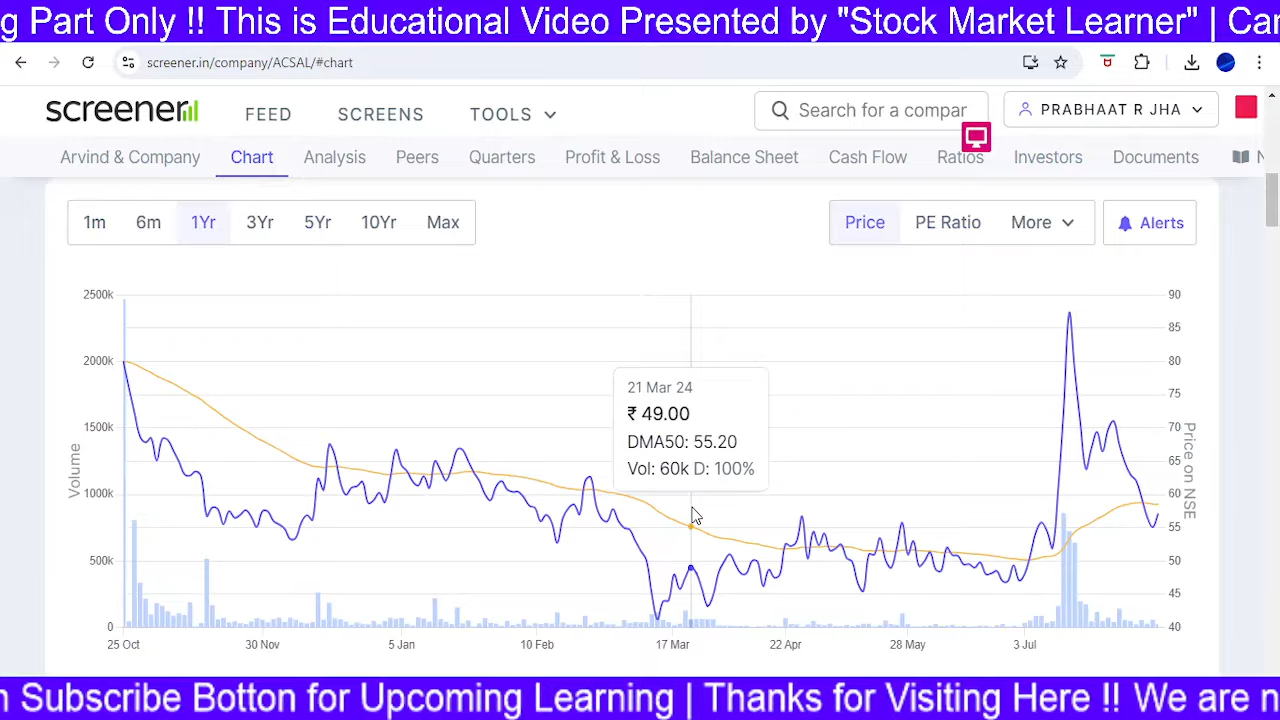 g Part Only !! This is Educational Video Presented by "Stock Market Learner" | Ca
screener.in/company/ACSAL/#chart
screener
FEED SCREENS TOOLS
Search for a compar
PRABHAAT R JHA
Arvind & Company Chart Analysis Peers Quarters Profit & Loss Balance Sheet Cash Flow Ratios Investors Documents
1m 6m 1Yr 3Yr 5Yr 10Yr Max
Price PE Ratio More
Alerts
2500k
2000k
1500k
1000k
500k
0
Volume
21 Mar 24
₹ 49.00
DMA50: 55.20
Vol: 60k D: 100%
90
85
80
75
70
65
60
55
50
45
40
Price on NSE
25 Oct 30 Nov 5 Jan 10 Feb 17 Mar 22 Apr 28 May 3 Jul
Subscribe Botton for Upcoming Learning | Thanks for Visiting Here !! We are n